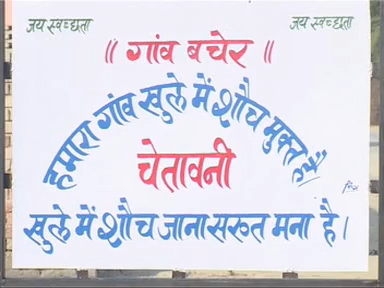 जय स्वच्छता
जय स्वच्छता
|| गांव बचेर ||
हमारा गांव खुले में शौच मुक्त है।
चेतावनी
खुले में शौच जाना सख्त मना है।